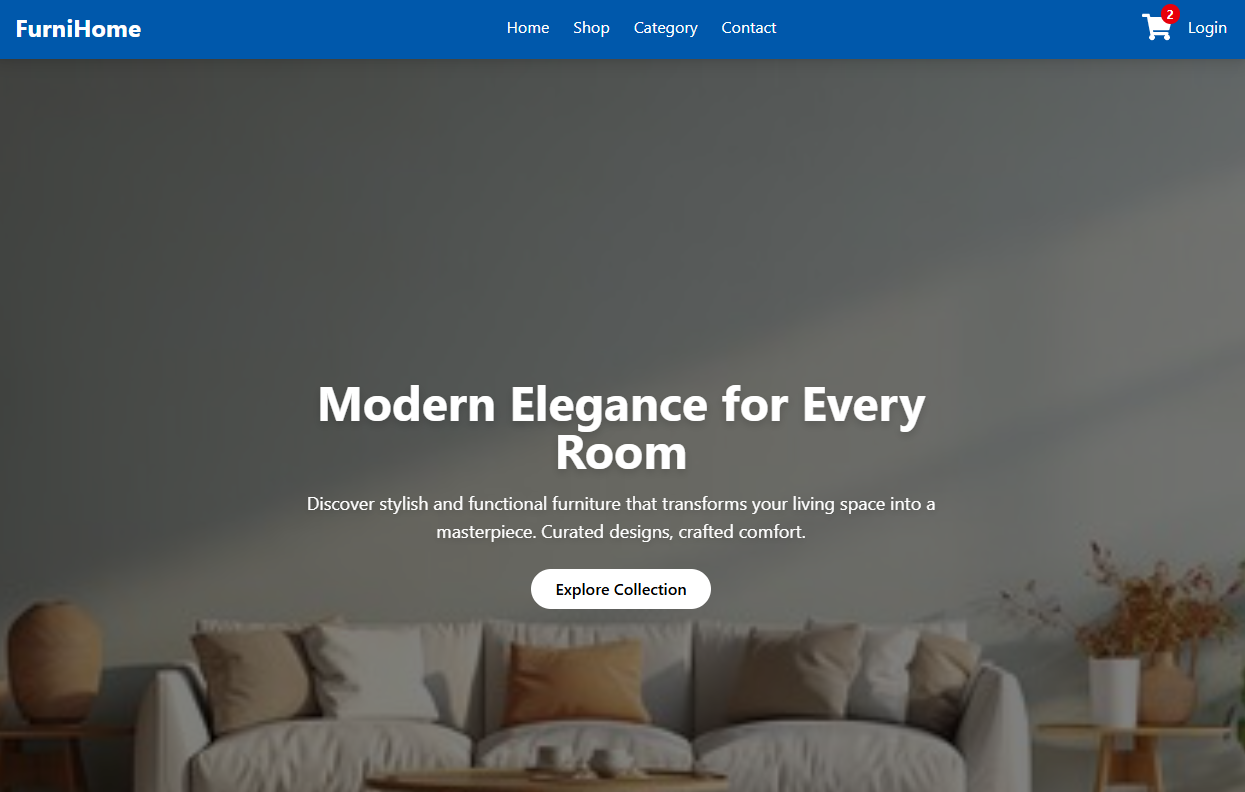 FurniHome
Home Shop Category Contact
2
Login
Modern Elegance for Every
Room
Discover stylish and functional furniture that transforms your living space into a
masterpiece. Curated designs, crafted comfort.
Explore Collection